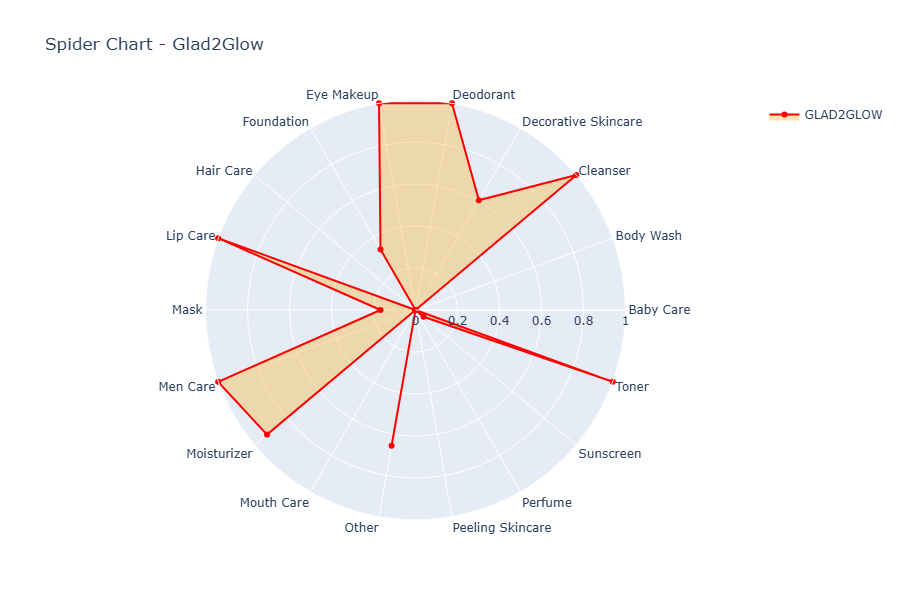 Spider Chart - Glad2Glow
Eye Makeup
Deodorant
GLAD2GLOW
Foundation
Decorative Skincare
Hair Care
Cleanser
Lip Care
Body Wash
Mask
Baby Care
0
0.2
0.4
0.6
0.8
1
Men Care
Toner
Moisturizer
Sunscreen
Mouth Care
Perfume
Other
Peeling Skincare